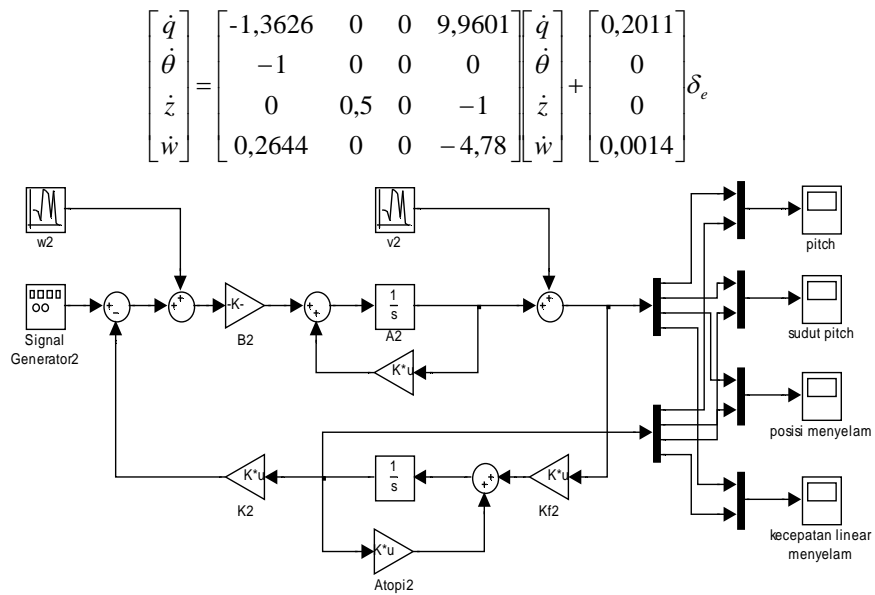 [q̇ θ̇ ż ẇ] = [-1,3626 0 0 9,9601
−1 0 0 0
0 0,5 0 −1
0,2644 0 0 −4,78] [q̇ θ̇ ż ẇ] + [0,2011 0 0 0,0014] δe
w2
v2
pitch
Signal
Generator2
-K-
B2
1
s
A2
K*u
sudut pitch
posisi menyelam
K*u
K2
1
s
K*u
Kf2
K*u
Atopi2
kecepatan linear
menyelam